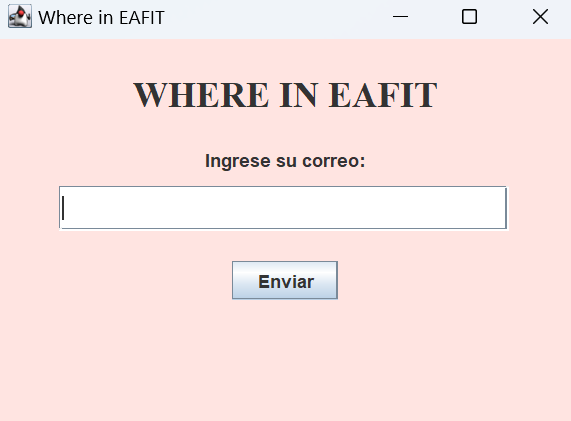 Where in EAFIT
WHERE IN EAFIT
Ingrese su correo:
Enviar